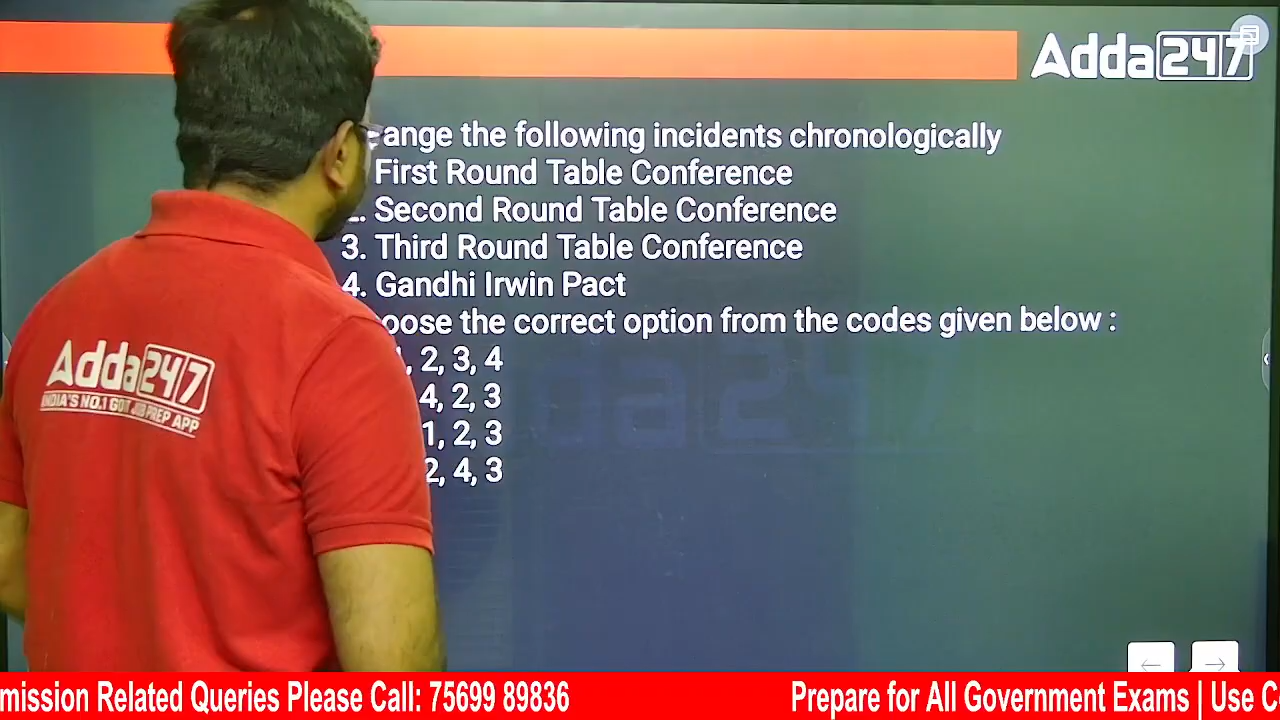 Adda247
ange the following incidents chronologically
First Round Table Conference
2. Second Round Table Conference
3. Third Round Table Conference
4. Gandhi Irwin Pact
oose the correct option from the codes given below :
1, 2, 3, 4
4, 2, 3
1, 2, 3
2, 4, 3
Adda247
INDIA'S NO.1 GOVT JOB PREP APP
mission Related Queries Please Call: 75699 89836
Prepare for All Government Exams | Use C